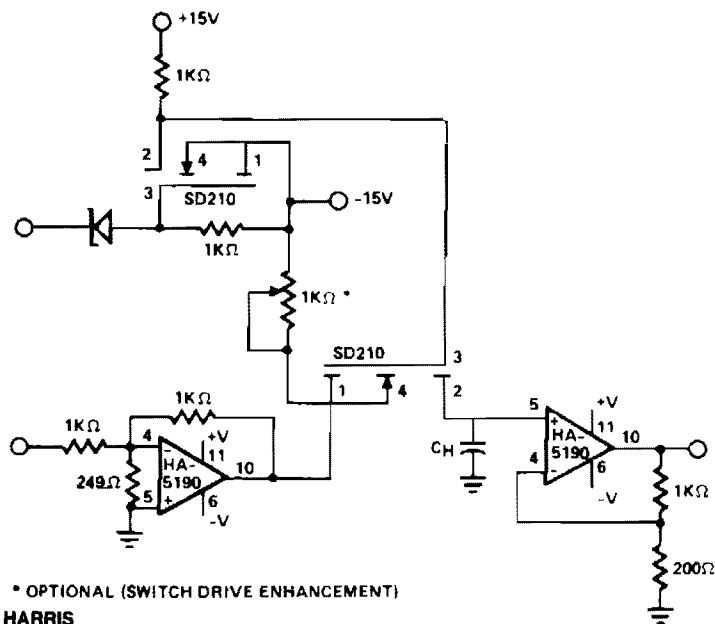 +15V
1KΩ
2
4
1
3
SD210
-15V
1KΩ
1KΩ *
SD210
3
1
4
2
1KΩ
1KΩ
4
+V
11
HA-
5190
10
249Ω
5
6
-V
CH
5
+V
11
HA-
5190
10
4
6
-V
1KΩ
200Ω
* OPTIONAL (SWITCH DRIVE ENHANCEMENT)
HARRIS